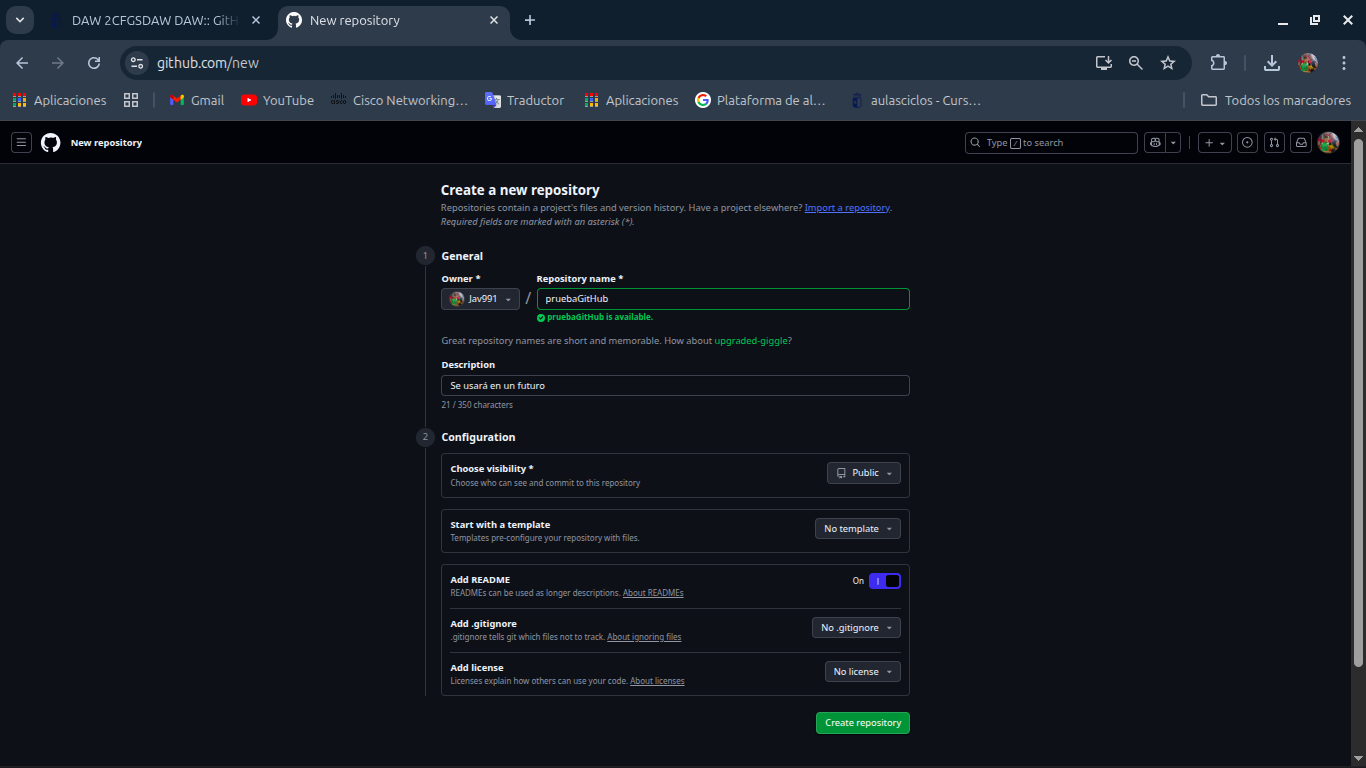 DAW 2CFGSDAW DAW:: GitH
New repository
github.com/new
Aplicaciones
Gmail
YouTube
Cisco Networking...
Traductor
Aplicaciones
Plataforma de al...
aulasciclos - Curs...
Todos los marcadores
New repository
Type / to search
Create a new repository
Repositories contain a project's files and version history. Have a project elsewhere? Import a repository.
Required fields are marked with an asterisk (*).
1 General
Owner * Repository name *
Jav991 / pruebaGitHub
pruebaGitHub is available.
Great repository names are short and memorable. How about upgraded-giggle?
Description
Se usará en un futuro
21 / 350 characters
2 Configuration
Choose visibility *
Choose who can see and commit to this repository
Public
Start with a template
Templates pre-configure your repository with files.
No template
Add README
READMEs can be used as longer descriptions. About READMEs
On
Add .gitignore
.gitignore tells git which files not to track. About ignoring files
No .gitignore
Add license
Licenses explain how others can use your code. About licenses
No license
Create repository